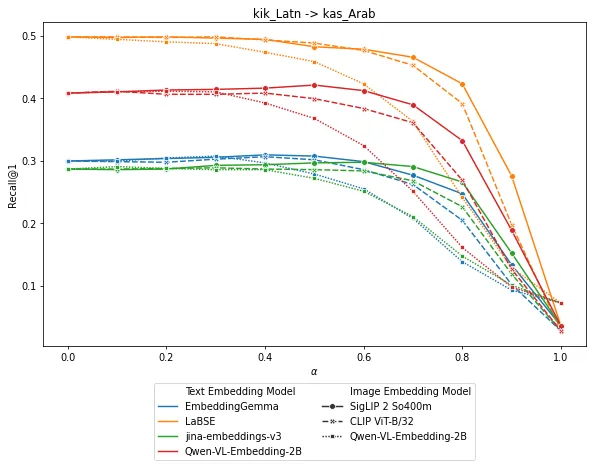 kik_Latn -> kas_Arab
Recall@1
0.5
0.4
0.3
0.2
0.1
0.0 0.2 0.4 0.6 0.8 1.0
α
Text Embedding Model Image Embedding Model
EmbeddingGemma SigLIP 2 So400m
LaBSE CLIP ViT-B/32
jina-embeddings-v3 Qwen-VL-Embedding-2B
Qwen-VL-Embedding-2B